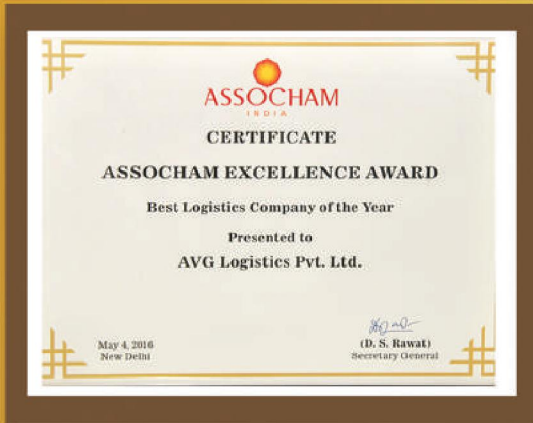 ASSOCHAM
INDIA
CERTIFICATE
ASSOCHAM EXCELLENCE AWARD
Best Logistics Company of the Year
Presented to
AVG Logistics Pvt. Ltd.
May 4, 2016
New Delhi
(D. S. Rawat)
Secretary General